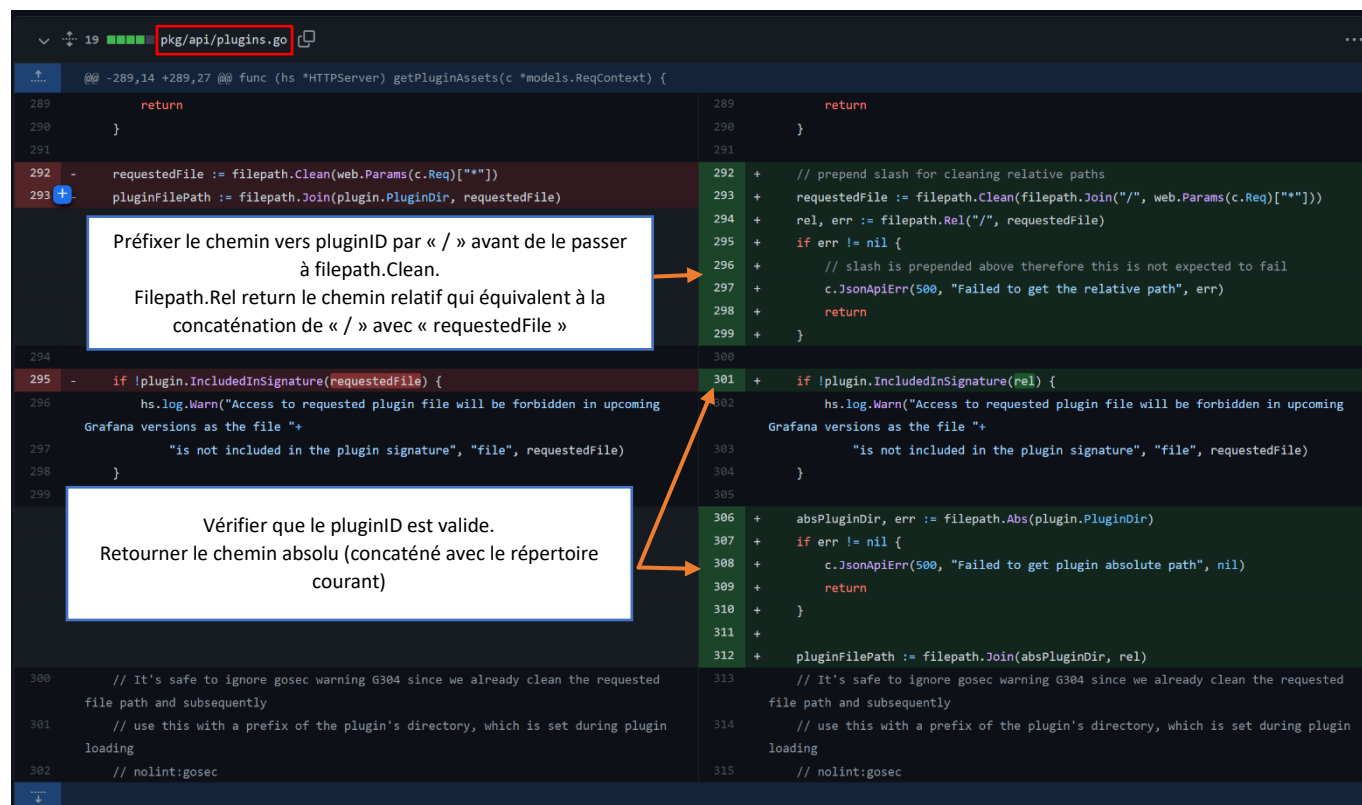 19 pkg/api/plugins.go
@@ -289,14 +289,27 @@ func (hs *HTTPServer) getPluginAssets(c *models.ReqContext) {
289 return
290 }
291
292 - requestedFile := filepath.Clean(web.Params(c.Req)["*"])
293 - pluginFilePath := filepath.Join(plugin.PluginDir, requestedFile)
Préfixer le chemin vers pluginID par « / » avant de le passer
à filepath.Clean.
Filepath.Rel return le chemin relatif qui équivalent à la
concaténation de « / » avec « requestedFile »
294
295 - if !plugin.IncludedInSignature(requestedFile) {
296 hs.log.Warn("Access to requested plugin file will be forbidden in upcoming
Grafana versions as the file "+
297 "is not included in the plugin signature", "file", requestedFile)
298 }
299
Vérifier que le pluginID est valide.
Retourner le chemin absolu (concaténé avec le répertoire
courant)
300 // It's safe to ignore gosec warning G304 since we already clean the requested
file path and subsequently
301 // use this with a prefix of the plugin's directory, which is set during plugin
loading
302 // nolint:gosec
289 return
290 }
291
292 + // prepend slash for cleaning relative paths
293 + requestedFile := filepath.Clean(filepath.Join("/", web.Params(c.Req)["*"]))
294 + rel, err := filepath.Rel("/", requestedFile)
295 + if err != nil {
296 + // slash is prepended above therefore this is not expected to fail
297 + c.JsonApiErr(500, "Failed to get the relative path", err)
298 + return
299 + }
300
301 + if !plugin.IncludedInSignature(rel) {
302 hs.log.Warn("Access to requested plugin file will be forbidden in upcoming
Grafana versions as the file "+
303 "is not included in the plugin signature", "file", requestedFile)
304 }
305
306 + absPluginDir, err := filepath.Abs(plugin.PluginDir)
307 + if err != nil {
308 + c.JsonApiErr(500, "Failed to get plugin absolute path", nil)
309 + return
310 + }
311 +
312 + pluginFilePath := filepath.Join(absPluginDir, rel)
313 // It's safe to ignore gosec warning G304 since we already clean the requested
file path and subsequently
314 // use this with a prefix of the plugin's directory, which is set during plugin
loading
315 // nolint:gosec